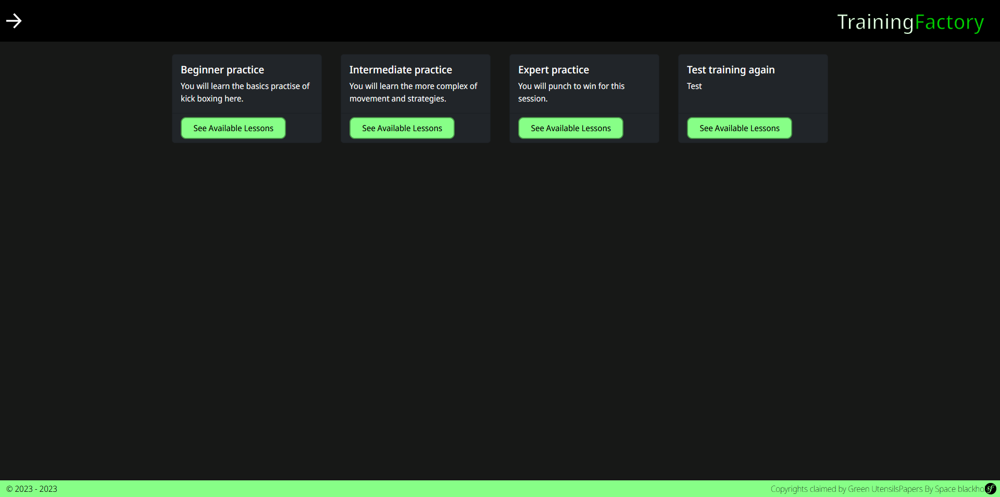 TrainingFactory
Beginner practice
You will learn the basics practise of
kick boxing here.
See Available Lessons
Intermediate practice
You will learn the more complex of
movement and strategies.
See Available Lessons
Expert practice
You will punch to win for this
session.
See Available Lessons
Test training again
Test
See Available Lessons
© 2023 - 2023
Copyrights claimed by Green UtensilsPapers By Space